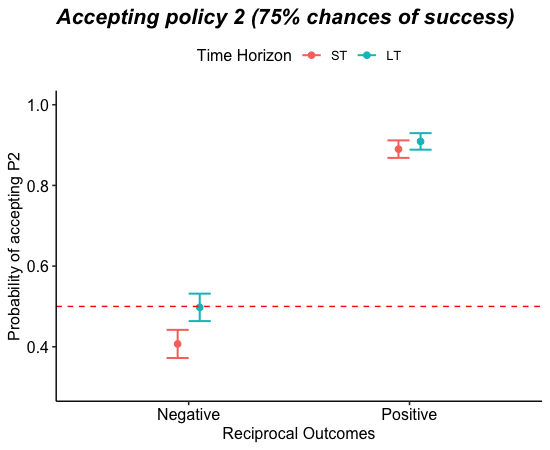 Accepting policy 2 (75% chances of success)
Time Horizon ST LT
Probability of accepting P2
1.0
0.8
0.6
0.4
Negative Positive
Reciprocal Outcomes